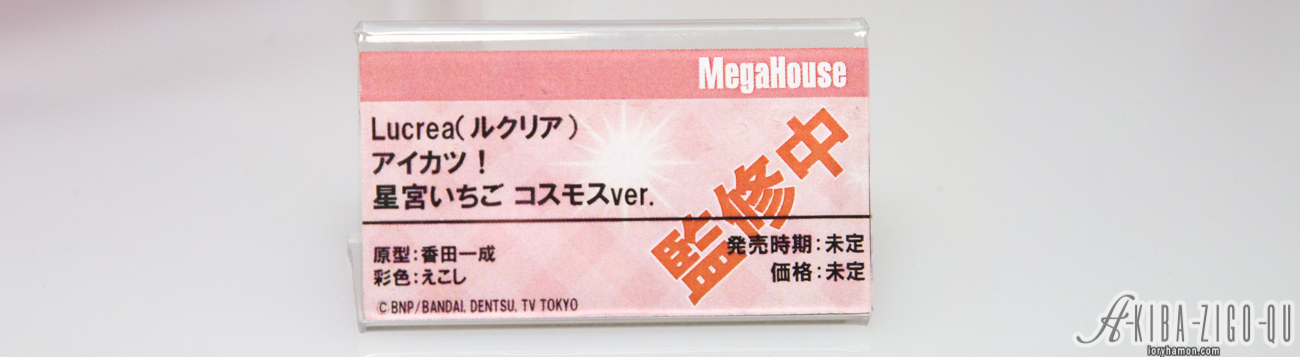 MegaHouse
Lucrea(ルクリア)
アイカツ！
星宮いちご コスモスver.
監修中
発売時期：未定
価格：未定
原型：香田一成
彩色：えこし
©BNP/BANDAI, DENTSU, TV TOKYO
A-KIBA-ZIGO-QU
loryhamon.com